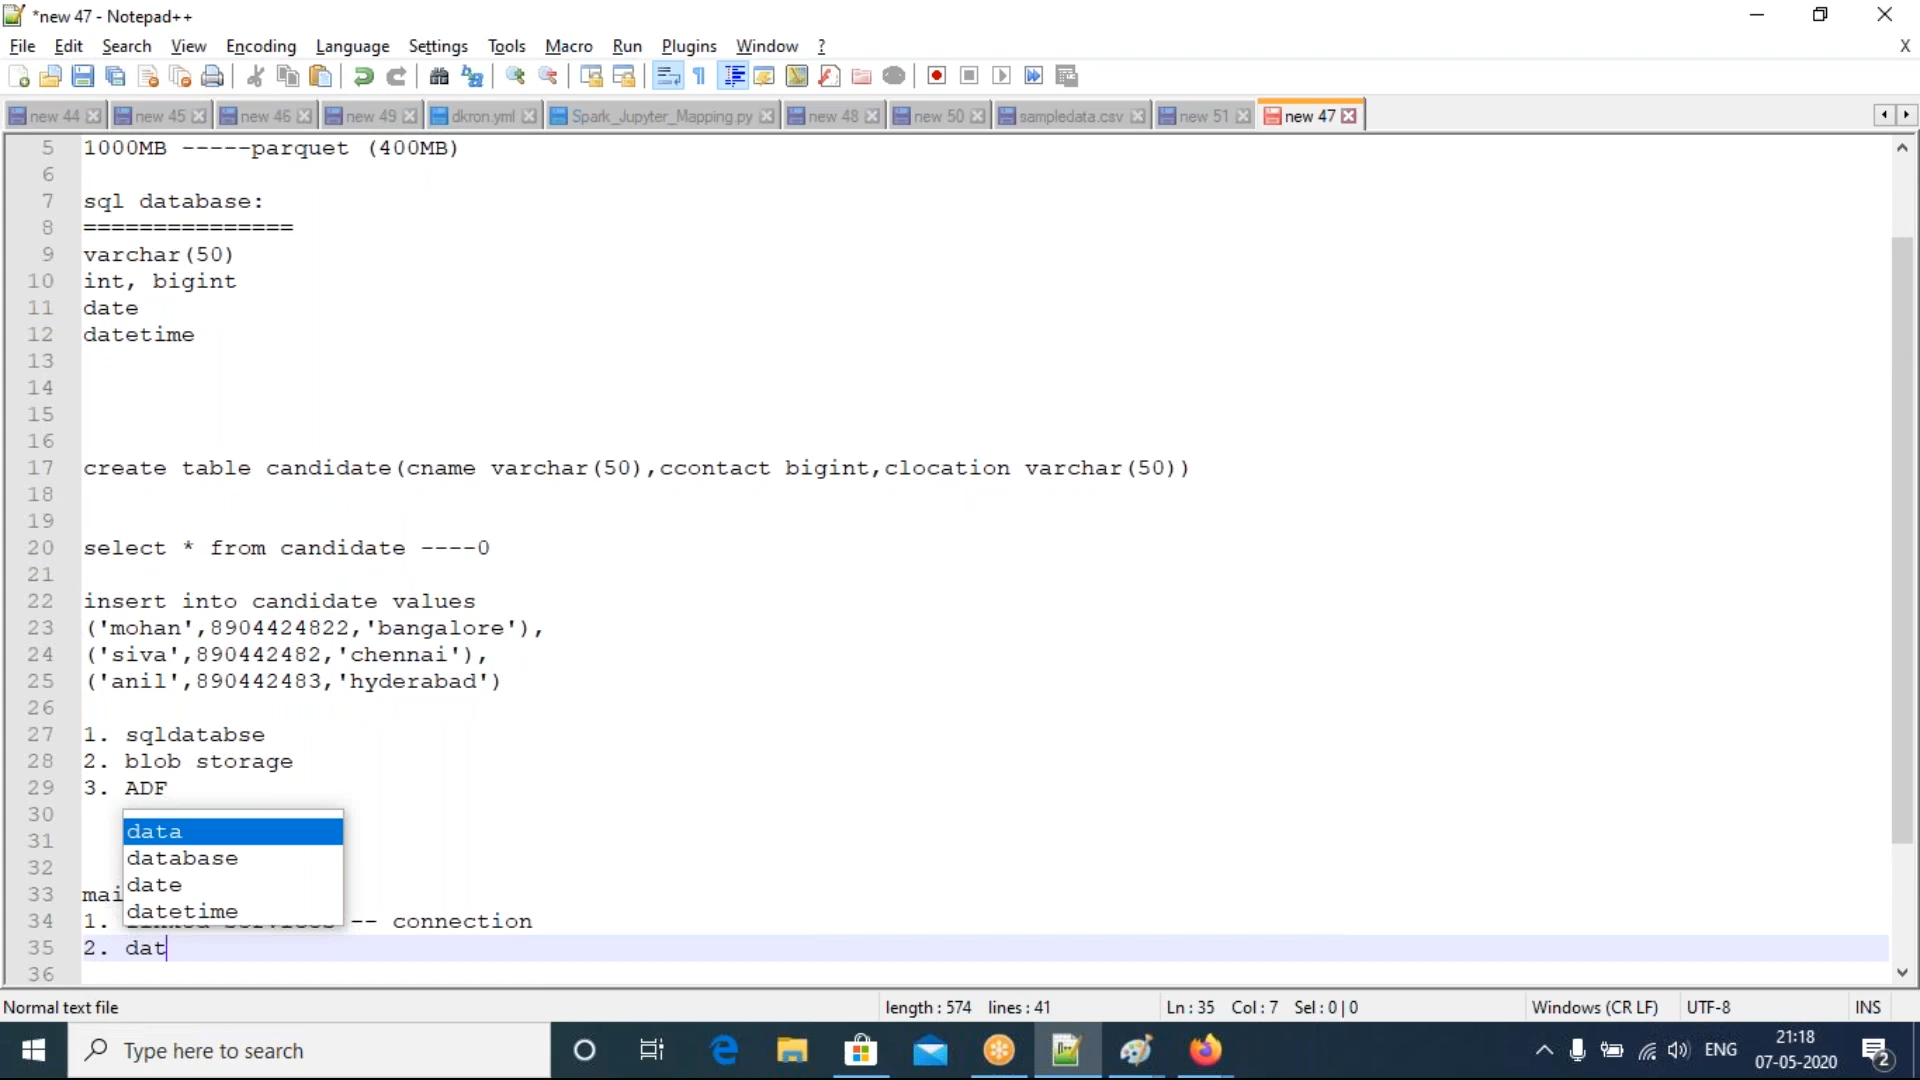 *new 47 - Notepad++
File Edit Search View Encoding Language Settings Tools Macro Run Plugins Window ? X
new 44 new 45 new 46 new 49 dkron.yml Spark_Jupyter_Mapping.py new 48 new 50 sampledata.csv new 51 new 47
5 1000MB -----parquet (400MB)
6
7 sql database:
8 ===============
9 varchar(50)
10 int, bigint
11 date
12 datetime
13
14
15
16
17 create table candidate(cname varchar(50),ccontact bigint,clocation varchar(50))
18
19
20 select * from candidate ----0
21
22 insert into candidate values
23 ('mohan',8904424822,'bangalore'),
24 ('siva',890442482,'chennai'),
25 ('anil',890442483,'hyderabad')
26
27 1. sqldatabse
28 2. blob storage
29 3. ADF
30
data
31
database
32
date
33 mai
datetime
34 1. linked services -- connection
35 2. dat
36
Normal text file length : 574 lines : 41 Ln : 35 Col : 7 Sel : 0 | 0 Windows (CR LF) UTF-8 INS
Type here to search ENG 21:18 07-05-2020 2